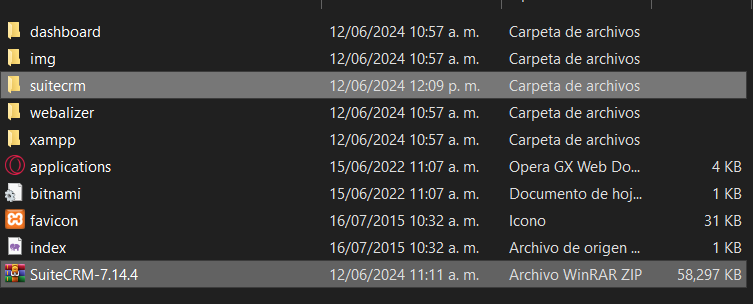 dashboard 12/06/2024 10:57 a. m. Carpeta de archivos
img 12/06/2024 10:57 a. m. Carpeta de archivos
suitecrm 12/06/2024 12:09 p. m. Carpeta de archivos
webalizer 12/06/2024 10:57 a. m. Carpeta de archivos
xampp 12/06/2024 10:57 a. m. Carpeta de archivos
applications 15/06/2022 11:07 a. m. Opera GX Web Do... 4 KB
bitnami 15/06/2022 11:07 a. m. Documento de hoj... 1 KB
favicon 16/07/2015 10:32 a. m. Icono 31 KB
index 16/07/2015 10:32 a. m. Archivo de origen ... 1 KB
SuiteCRM-7.14.4 12/06/2024 11:11 a. m. Archivo WinRAR ZIP 58,297 KB